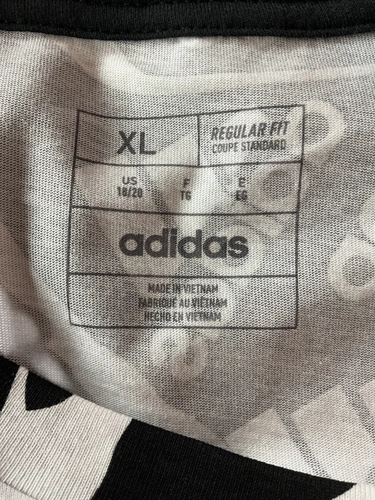 XL
REGULAR FIT
COUPE STANDARD
US F E
18/20 TG EG
adidas
MADE IN VIETNAM
FABRIQUÉ AU VIETNAM
HECHO EN VIETNAM